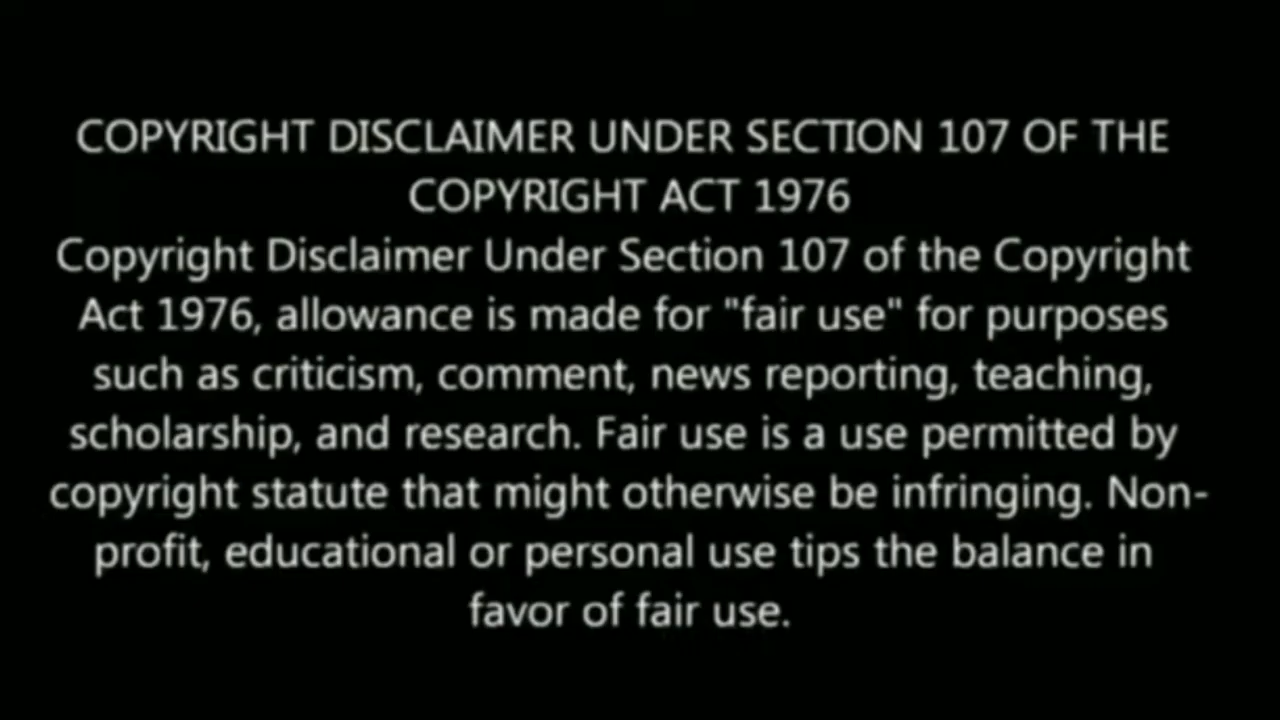 COPYRIGHT DISCLAIMER UNDER SECTION 107 OF THE
COPYRIGHT ACT 1976
Copyright Disclaimer Under Section 107 of the Copyright
Act 1976, allowance is made for "fair use" for purposes
such as criticism, comment, news reporting, teaching,
scholarship, and research. Fair use is a use permitted by
copyright statute that might otherwise be infringing. Non-
profit, educational or personal use tips the balance in
favor of fair use.